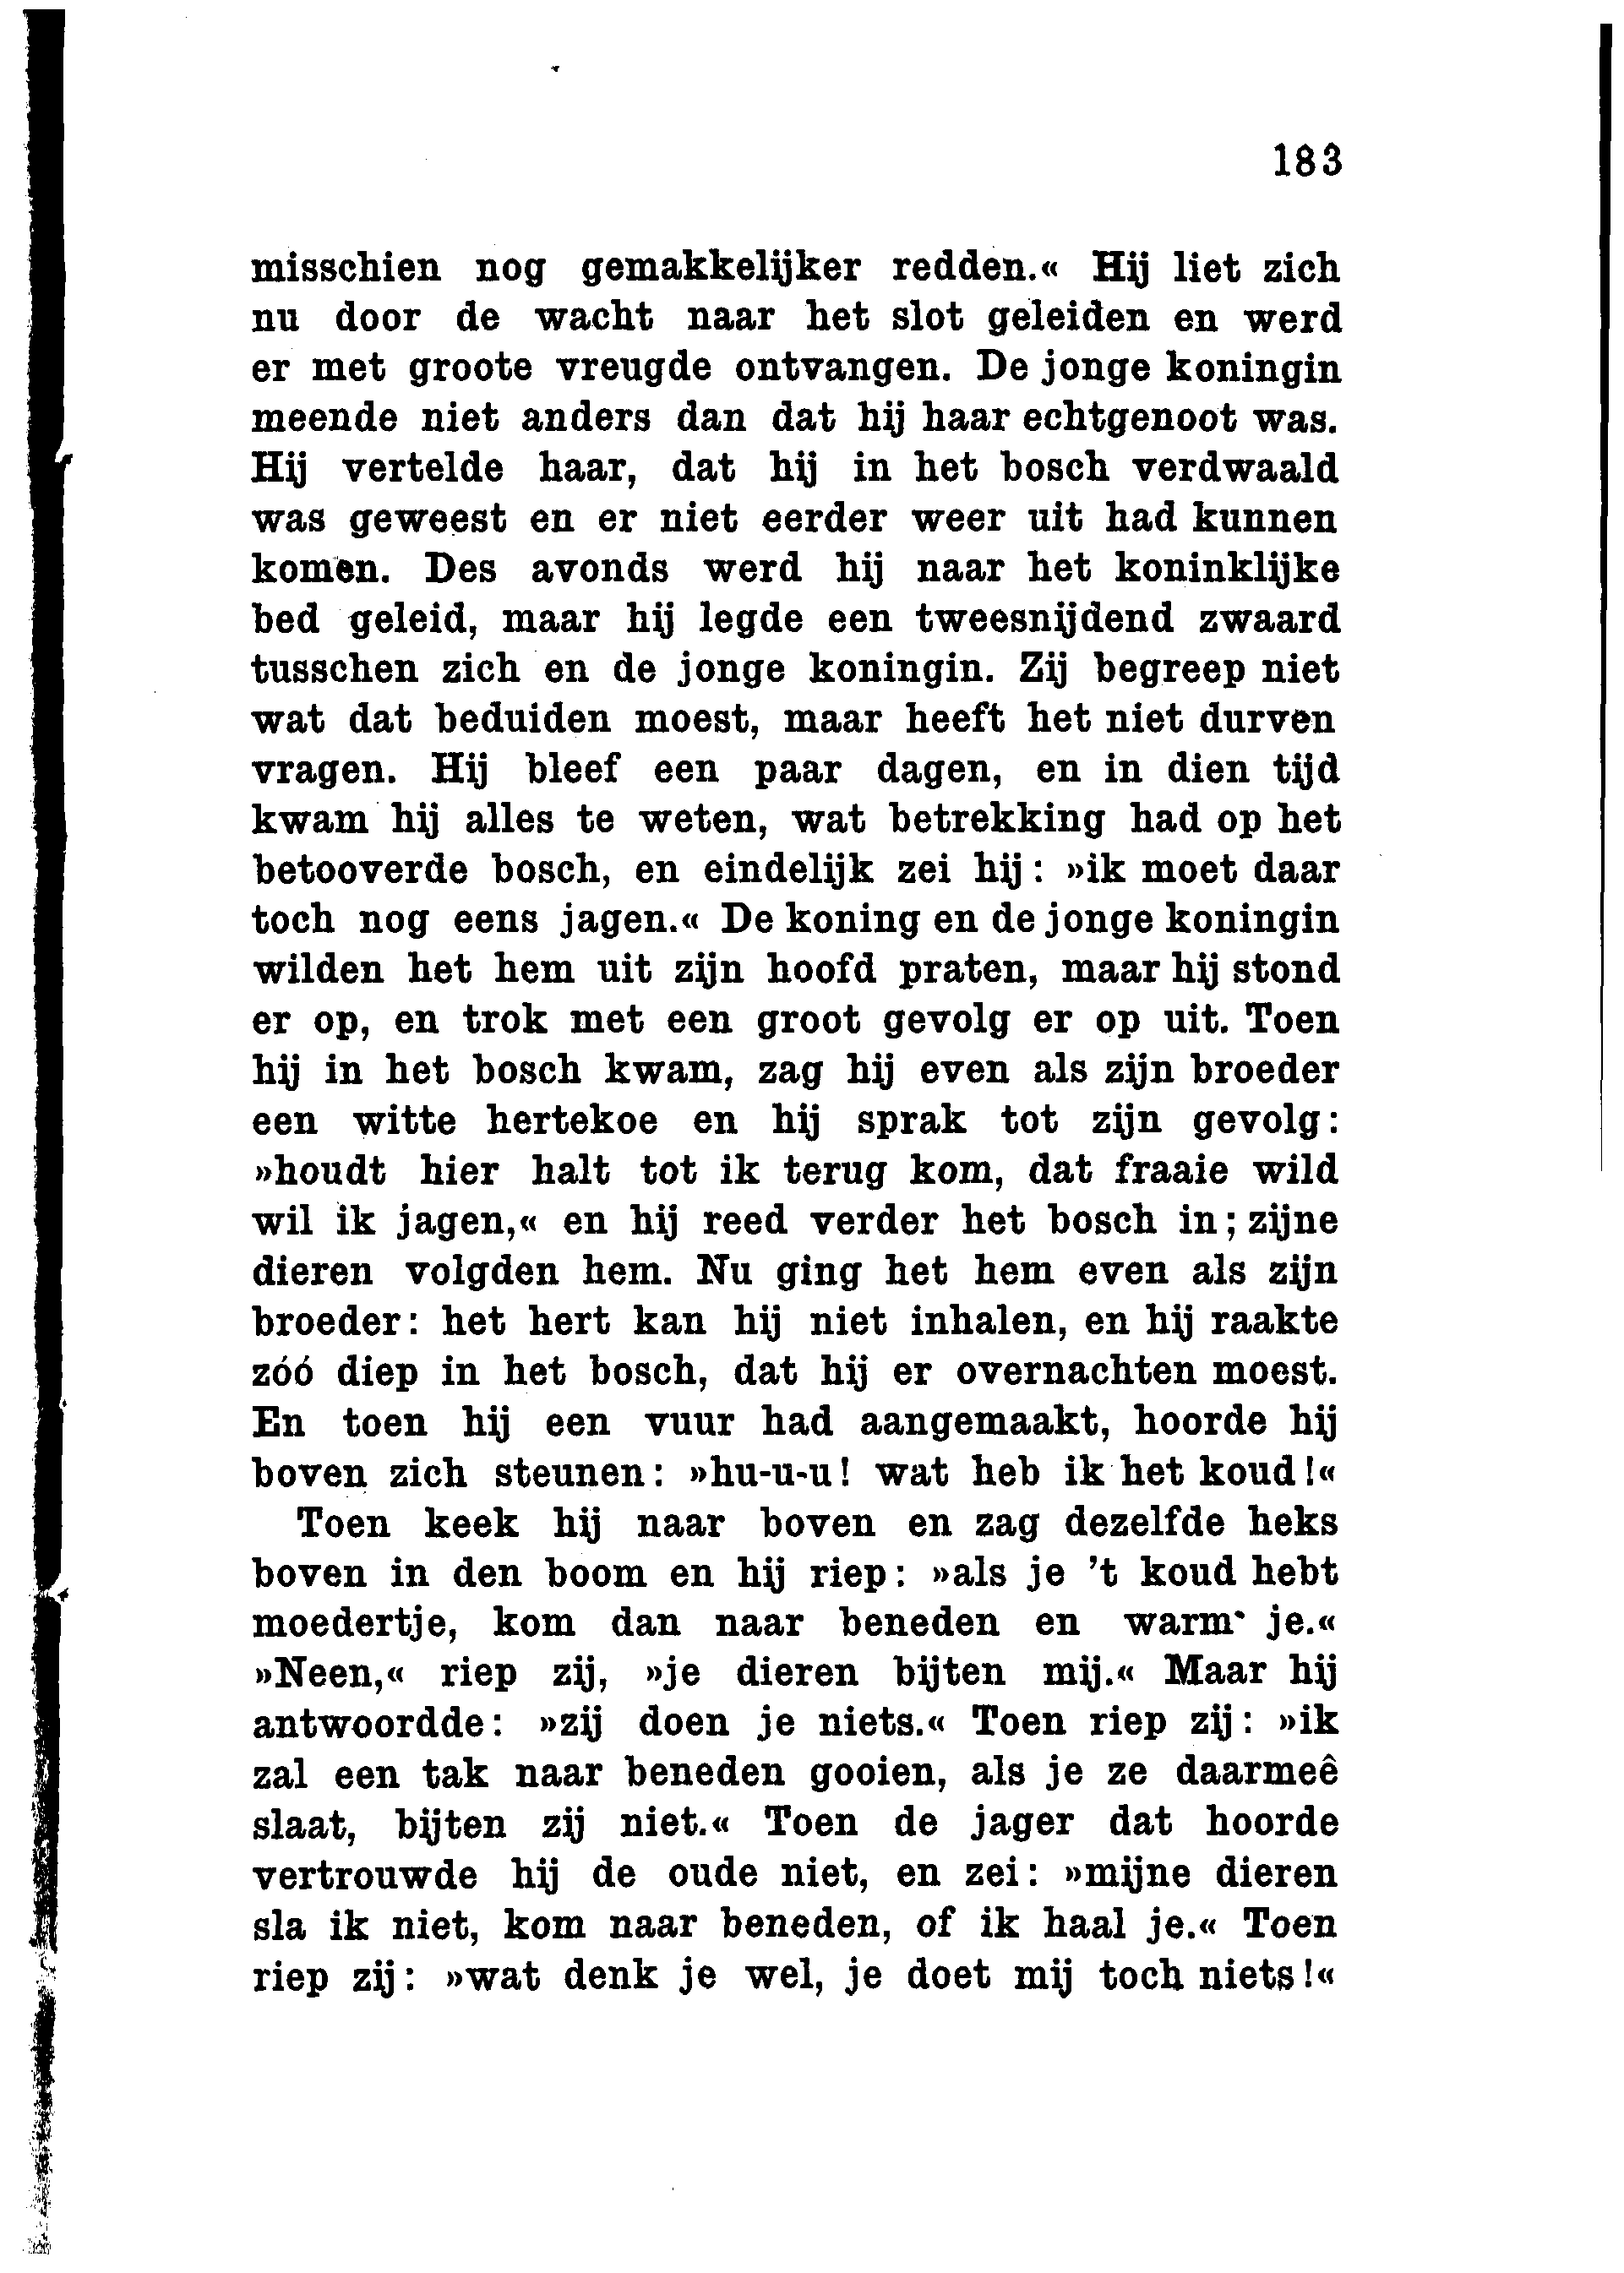 183
misschien nog gemakkelijker redden.« Hij liet zich
nu door de wacht naar het slot geleiden en werd
er met groote vreugde ontvangen. De jonge koningin
meende niet anders dan dat hij haar echtgenoot was.
Hij vertelde haar, dat hij in het bosch verdwaald
was geweest en er niet eerder weer uit had kunnen
komen. Des avonds werd hij naar het koninklijke
bed geleid, maar hij legde een tweesnijdend zwaard
tusschen zich en de jonge koningin. Zij begreep niet
wat dat beduiden moest, maar heeft het niet durven
vragen. Hij bleef een paar dagen, en in dien tijd
kwam hij alles te weten, wat betrekking had op het
betooverde bosch, en eindelijk zei hij: »ik moet daar
toch nog eens jagen.« De koning en de jonge koningin
wilden het hem uit zijn hoofd praten, maar hij stond
er op, en trok met een groot gevolg er op uit. Toen
hij in het bosch kwam, zag hij even als zijn broeder
een witte hertekoe en hij sprak tot zijn gevolg:
»houdt hier halt tot ik terug kom, dat fraaie wild
wil ik jagen,« en hij reed verder het bosch in; zijne
dieren volgden hem. Nu ging het hem even als zijn
broeder: het hert kan hij niet inhalen, en hij raakte
zóó diep in het bosch, dat hij er overnachten moest.
En toen hij een vuur had aangemaakt, hoorde hij
boven zich steunen: »hu-u-u! wat heb ik het koud!«
Toen keek hij naar boven en zag dezelfde heks
boven in den boom en hij riep: »als je 't koud hebt
moedertje, kom dan naar beneden en warm je.«
»Neen,« riep zij, »je dieren bijten mij.« Maar hij
antwoordde: »zij doen je niets.« Toen riep zij: »ik
zal een tak naar beneden gooien, als je ze daarmeê
slaat, bijten zij niet.« Toen de jager dat hoorde
vertrouwde hij de oude niet, en zei: »mijne dieren
sla ik niet, kom naar beneden, of ik haal je.« Toen
riep zij: »wat denk je wel, je doet mij toch niets!«